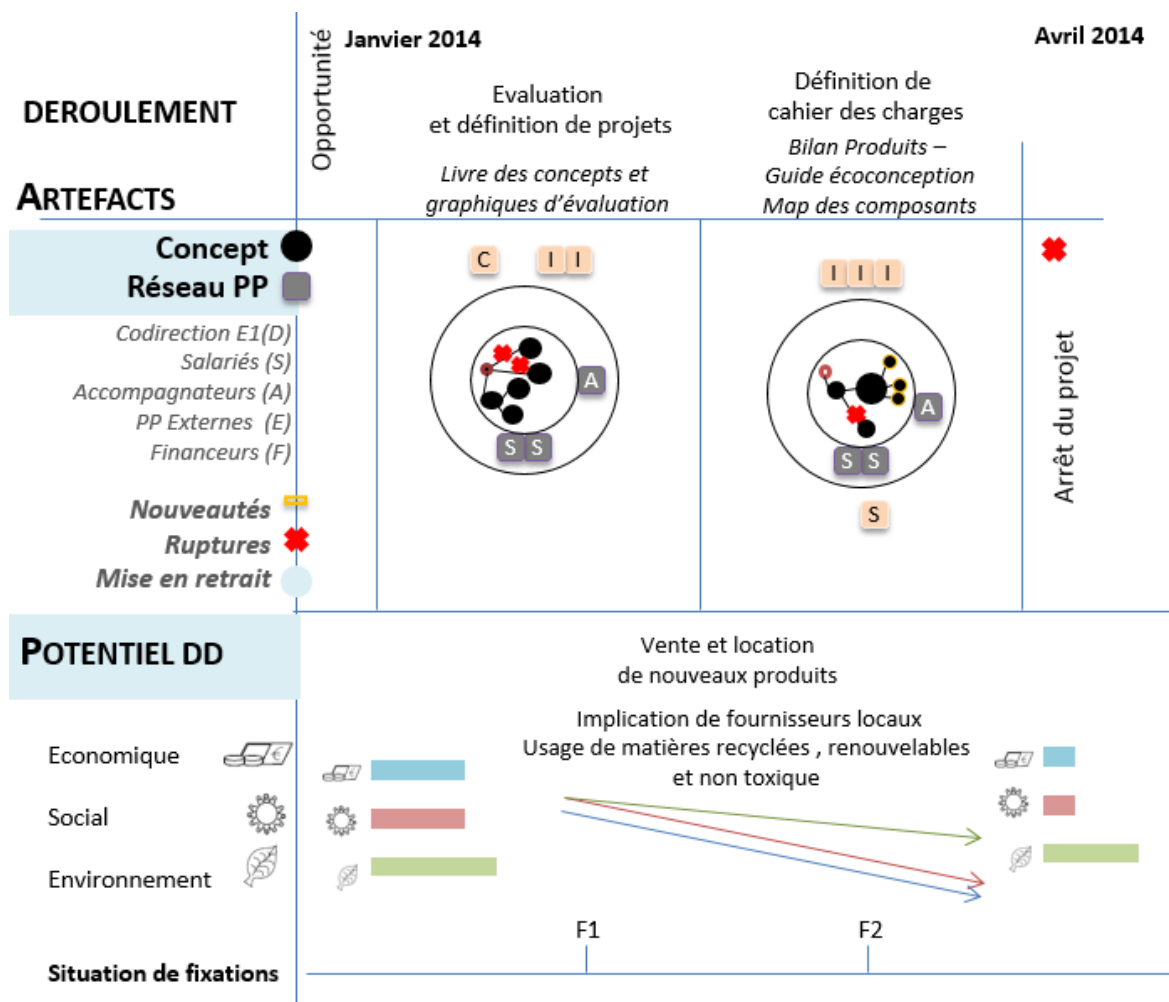 Opportunité
Janvier 2014
Avril 2014
DEROULEMENT
Evaluation
et définition de projets
Définition de
cahier des charges
ARTEFACTS
Livre des concepts et
graphiques d’évaluation
Bilan Produits –
Guide écoconception
Map des composants
Concept
Réseau PP
Codirection E1(D)
Salariés (S)
Accompagnateurs (A)
PP Externes (E)
Financeurs (F)
Nouveautés
Ruptures
Mise en retrait
C I I
A
S S
I I I
A
S S
S
Arrêt du projet
POTENTIEL DD
Vente et location
de nouveaux produits
Implication de fournisseurs locaux
Usage de matières recyclées , renouvelables
et non toxique
Economique
€
Social
Environnement
F1
F2
Situation de fixations